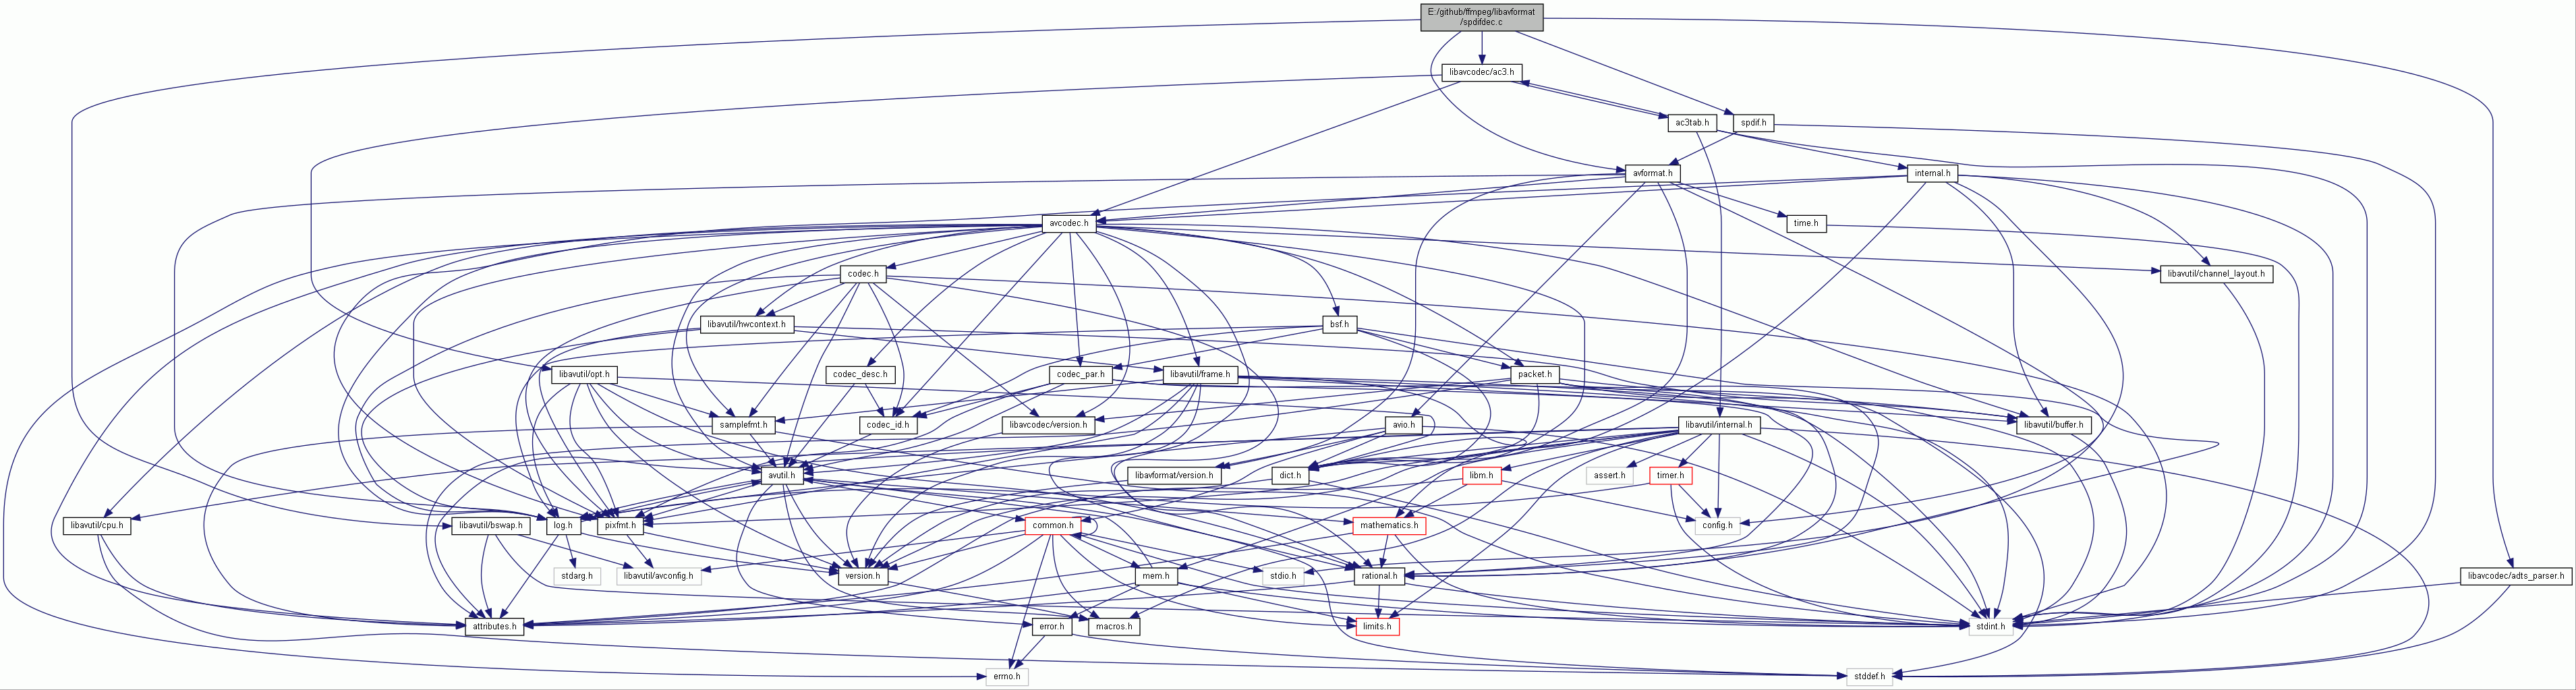 E:/github/ffmpeg/libavformat
/spdifdec.c
libavcodec/ac3.h
ac3tab.h
spdif.h
avformat.h
internal.h
avcodec.h
time.h
codec.h
libavutil/channel_layout.h
libavutil/hwcontext.h
bsf.h
libavutil/opt.h
codec_desc.h
codec_par.h
libavutil/frame.h
packet.h
samplefmt.h
codec_id.h
libavcodec/version.h
avio.h
libavutil/internal.h
libavutil/buffer.h
avutil.h
libavformat/version.h
dict.h
libm.h
assert.h
timer.h
libavutil/cpu.h
libavutil/bswap.h
log.h
pixfmt.h
common.h
mathematics.h
config.h
stdarg.h
libavutil/avconfig.h
version.h
mem.h
stdio.h
rational.h
libavcodec/adts_parser.h
attributes.h
error.h
macros.h
limits.h
stdint.h
errno.h
stddef.h